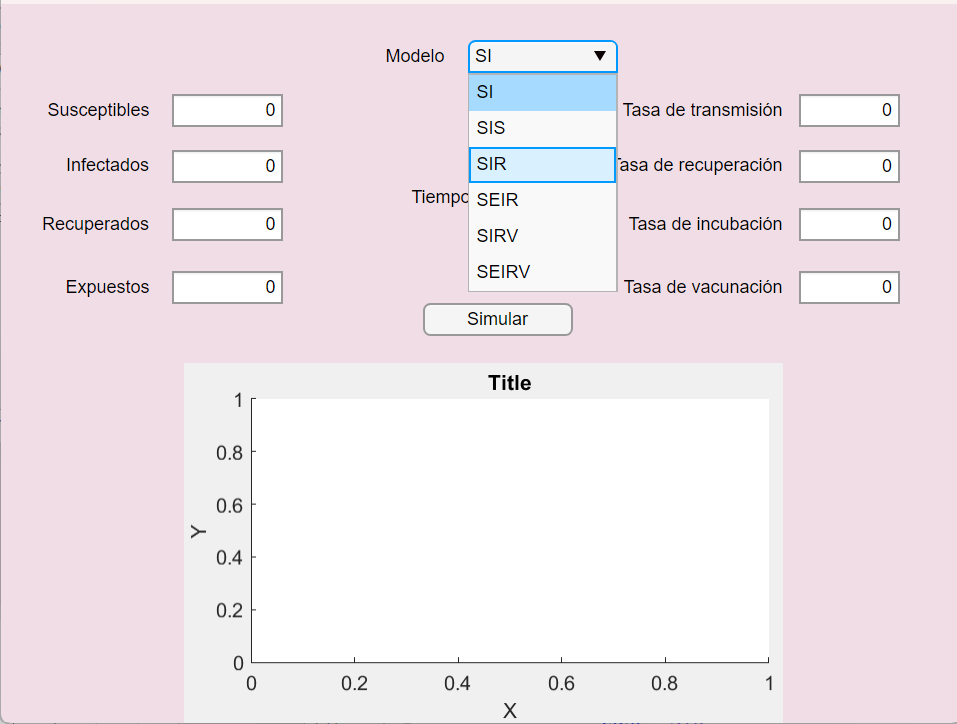 Modelo SI
SI
SIS
SIR
SEIR
SIRV
SEIRV
Susceptibles 0
Infectados 0
Recuperados 0
Expuestos 0
Tiempo
Tasa de transmisión 0
Tasa de recuperación 0
Tasa de incubación 0
Tasa de vacunación 0
Simular
Title
1
0.8
0.6
0.4
0.2
0
Y
0 0.2 0.4 0.6 0.8 1
X